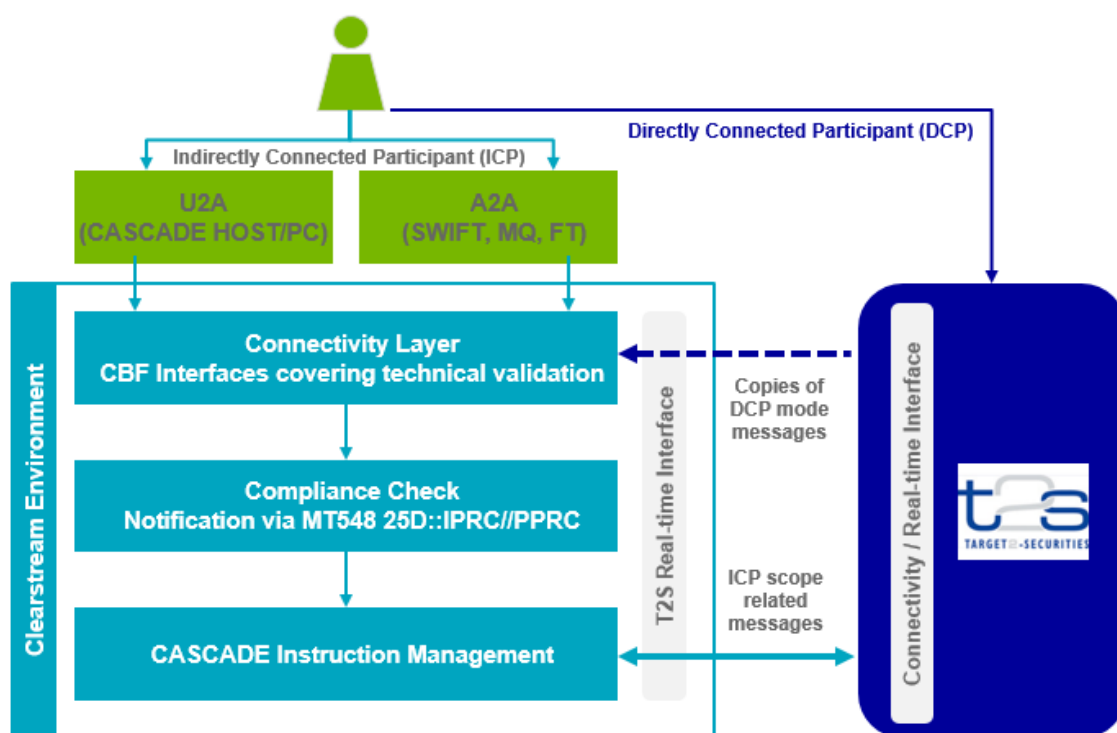 Directly Connected Participant (DCP)
Indirectly Connected Participant (ICP)
U2A
(CASCADE HOST/PC)
A2A
(SWIFT, MQ, FT)
Clearstream Environment
Connectivity Layer
CBF Interfaces covering technical validation
Compliance Check
Notification via MT548 25D::IPRC//PPRC
CASCADE Instruction Management
T2S Real-time Interface
Copies of
DCP mode
messages
ICP scope
related
messages
Connectivity / Real-time Interface
t2s
TARGET2-SECURITIES